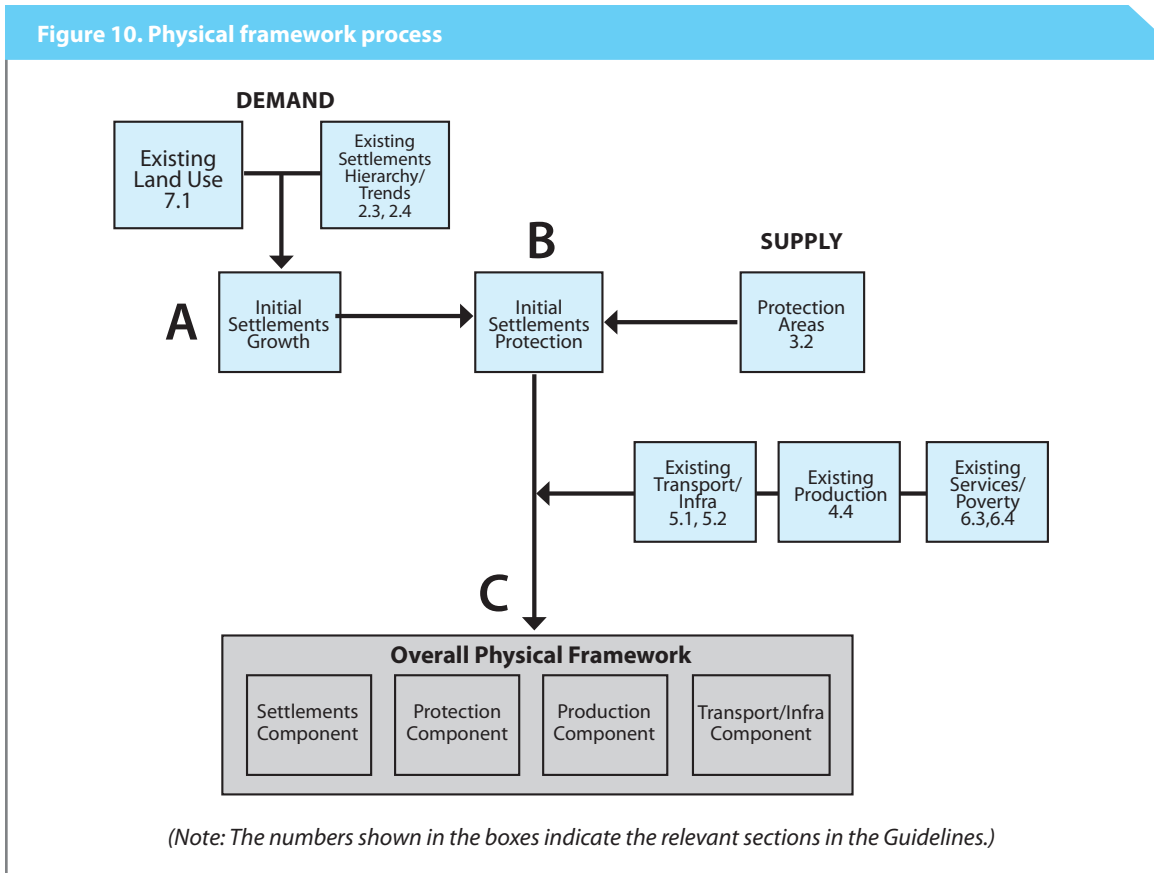 Figure 10. Physical framework process
DEMAND
Existing
Land Use
7.1
Existing
Settlements
Hierarchy/
Trends
2.3, 2.4
A
Initial
Settlements
Growth
B
Initial
Settlements
Protection
SUPPLY
Protection
Areas
3.2
Existing
Transport/
Infra
5.1, 5.2
Existing
Production
4.4
Existing
Services/
Poverty
6.3,6.4
C
Overall Physical Framework
Settlements
Component
Protection
Component
Production
Component
Transport/Infra
Component
(Note: The numbers shown in the boxes indicate the relevant sections in the Guidelines.)